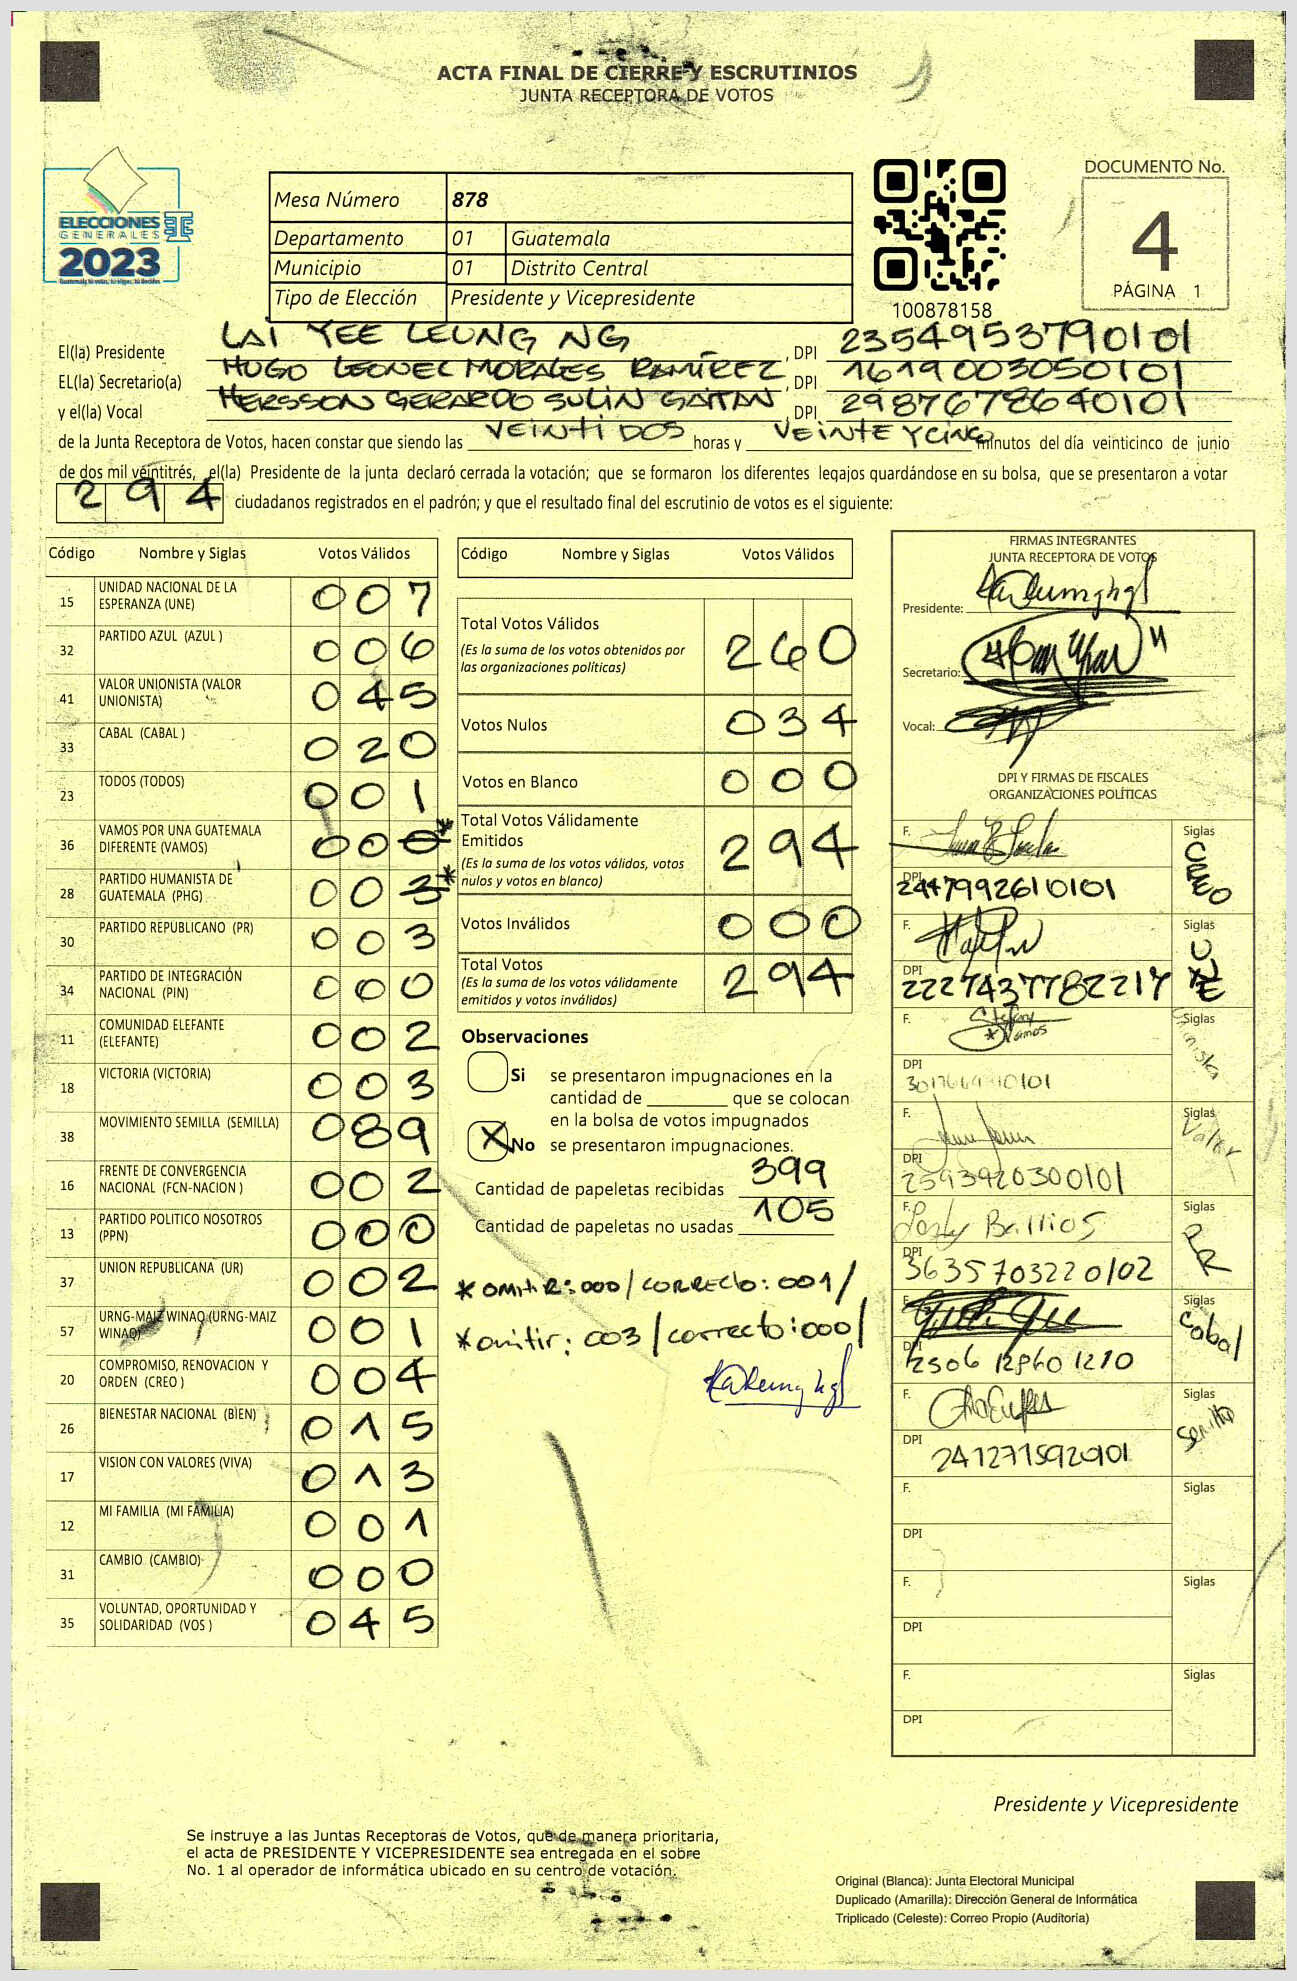 ACTA FINAL DE CIERRE Y ESCRUTINIOS
JUNTA RECEPTORA DE VOTOS
ELECCIONES
GENERALES
2023
Mesa Número 878
Departamento 01 Guatemala
Municipio 01 Distrito Central
Tipo de Elección Presidente y Vicepresidente
100878158
DOCUMENTO No.
4
PÁGINA 1
El(la) Presidente LAI YEE LEUNG NG, DPI 2354953790101
EL(la) Secretario(a) HUGO LEONEL MORALES RAMÍREZ, DPI 1619003050101
y el(la) Vocal HERSSON GERARDO SULIN GAITAN, DPI 2987678640101
de la Junta Receptora de Votos, hacen constar que siendo las VEINTIDOS horas y VEINTE Y CINCO minutos del día veinticinco de junio
de dos mil veintitrés, el(la) Presidente de la junta declaró cerrada la votación; que se formaron los diferentes legajos guardándose en su bolsa, que se presentaron a votar
294 ciudadanos registrados en el padrón; y que el resultado final del escrutinio de votos es el siguiente:
Código Nombre y Siglas Votos Válidos
15 UNIDAD NACIONAL DE LA ESPERANZA (UNE) 007
32 PARTIDO AZUL (AZUL ) 006
41 VALOR UNIONISTA (VALOR UNIONISTA) 045
33 CABAL (CABAL ) 020
23 TODOS (TODOS) 001
36 VAMOS POR UNA GUATEMALA DIFERENTE (VAMOS) 000 *
28 PARTIDO HUMANISTA DE GUATEMALA (PHG) 003 *
30 PARTIDO REPUBLICANO (PR) 003
34 PARTIDO DE INTEGRACIÓN NACIONAL (PIN) 000
11 COMUNIDAD ELEFANTE (ELEFANTE) 002
18 VICTORIA (VICTORIA) 003
38 MOVIMIENTO SEMILLA (SEMILLA) 089
16 FRENTE DE CONVERGENCIA NACIONAL (FCN-NACION ) 002
13 PARTIDO POLITICO NOSOTROS (PPN) 000
37 UNION REPUBLICANA (UR) 002
57 URNG-MAIZ WINAQ (URNG-MAIZ WINAQ) 001
20 COMPROMISO, RENOVACION Y ORDEN (CREO ) 004
26 BIENESTAR NACIONAL (BIEN) 015
17 VISION CON VALORES (VIVA) 013
12 MI FAMILIA (MI FAMILIA) 001
31 CAMBIO (CAMBIO) 000
35 VOLUNTAD, OPORTUNIDAD Y SOLIDARIDAD (VOS ) 045
Código Nombre y Siglas Votos Válidos
Total Votos Válidos 260
(Es la suma de los votos obtenidos por
las organizaciones políticas)
Votos Nulos 034
Votos en Blanco 000
Total Votos Válidamente
Emitidos 294
(Es la suma de los votos válidos, votos
nulos y votos en blanco)
Votos Inválidos 000
Total Votos 294
(Es la suma de los votos válidamente
emitidos y votos inválidos)
Observaciones
Si se presentaron impugnaciones en la
cantidad de que se colocan
en la bolsa de votos impugnados
X No se presentaron impugnaciones.
Cantidad de papeletas recibidas 399
Cantidad de papeletas no usadas 105
* OMITIR: 000 / CORRECTO: 001 /
* omitir: 003 / correcto: 000 /
FIRMAS INTEGRANTES
JUNTA RECEPTORA DE VOTOS
Presidente:
Secretario:
Vocal:
DPI Y FIRMAS DE FISCALES
ORGANIZACIONES POLÍTICAS
F. Siglas CREO
DPI 2447992610101
F. Siglas UNE
DPI 2227437782217
F. Siglas
DPI
F. Siglas Valor
DPI 2593920300101
F. Barrios Siglas PR
DPI 3635703220102
F. Siglas Cabal
DPI 2506 12860 1210
F. Siglas Semilla
DPI
F. Siglas
DPI
F. Siglas
DPI
F. Siglas
DPI
Presidente y Vicepresidente
Se instruye a las Juntas Receptoras de Votos, que de manera prioritaria,
el acta de PRESIDENTE Y VICEPRESIDENTE sea entregada en el sobre
No. 1 al operador de informática ubicado en su centro de votación.
Original (Blanca): Junta Electoral Municipal
Duplicado (Amarilla): Dirección General de Informática
Triplicado (Celeste): Correo Propio (Auditoría)